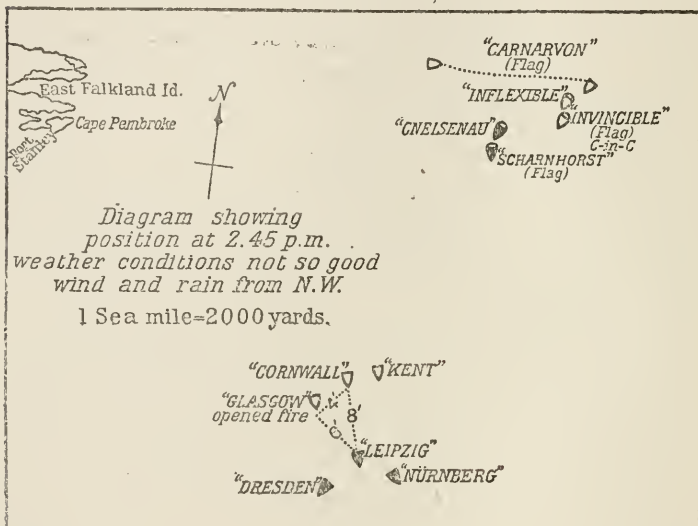 "CARNARVON"
(Flag)
East Falkland Id.
N
"INFLEXIBLE"
Cape Pembroke
"INVINCIBLE"
(Flag)
C-in-C
"GNEISENAU"
Port
Stanley
"SCHARNHORST"
(Flag)
Diagram showing
position at 2.45 p.m.
weather conditions not so good
wind and rain from N.W.
1 Sea mile=2000 yards.
"CORNWALL"
"KENT"
"GLASGOW"
opened fire
4'
8'
6'
"LEIPZIG"
"NÜRNBERG"
"DRESDEN"